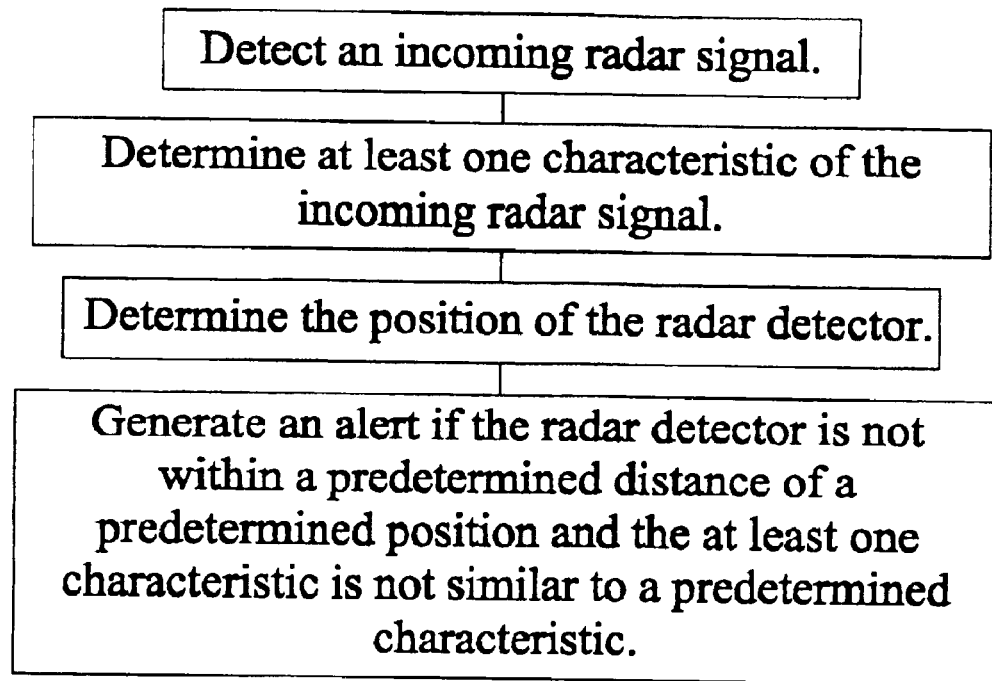 Detect an incoming radar signal.
Determine at least one characteristic of the
incoming radar signal.
Determine the position of the radar detector.
Generate an alert if the radar detector is not
within a predetermined distance of a
predetermined position and the at least one
characteristic is not similar to a predetermined
characteristic.